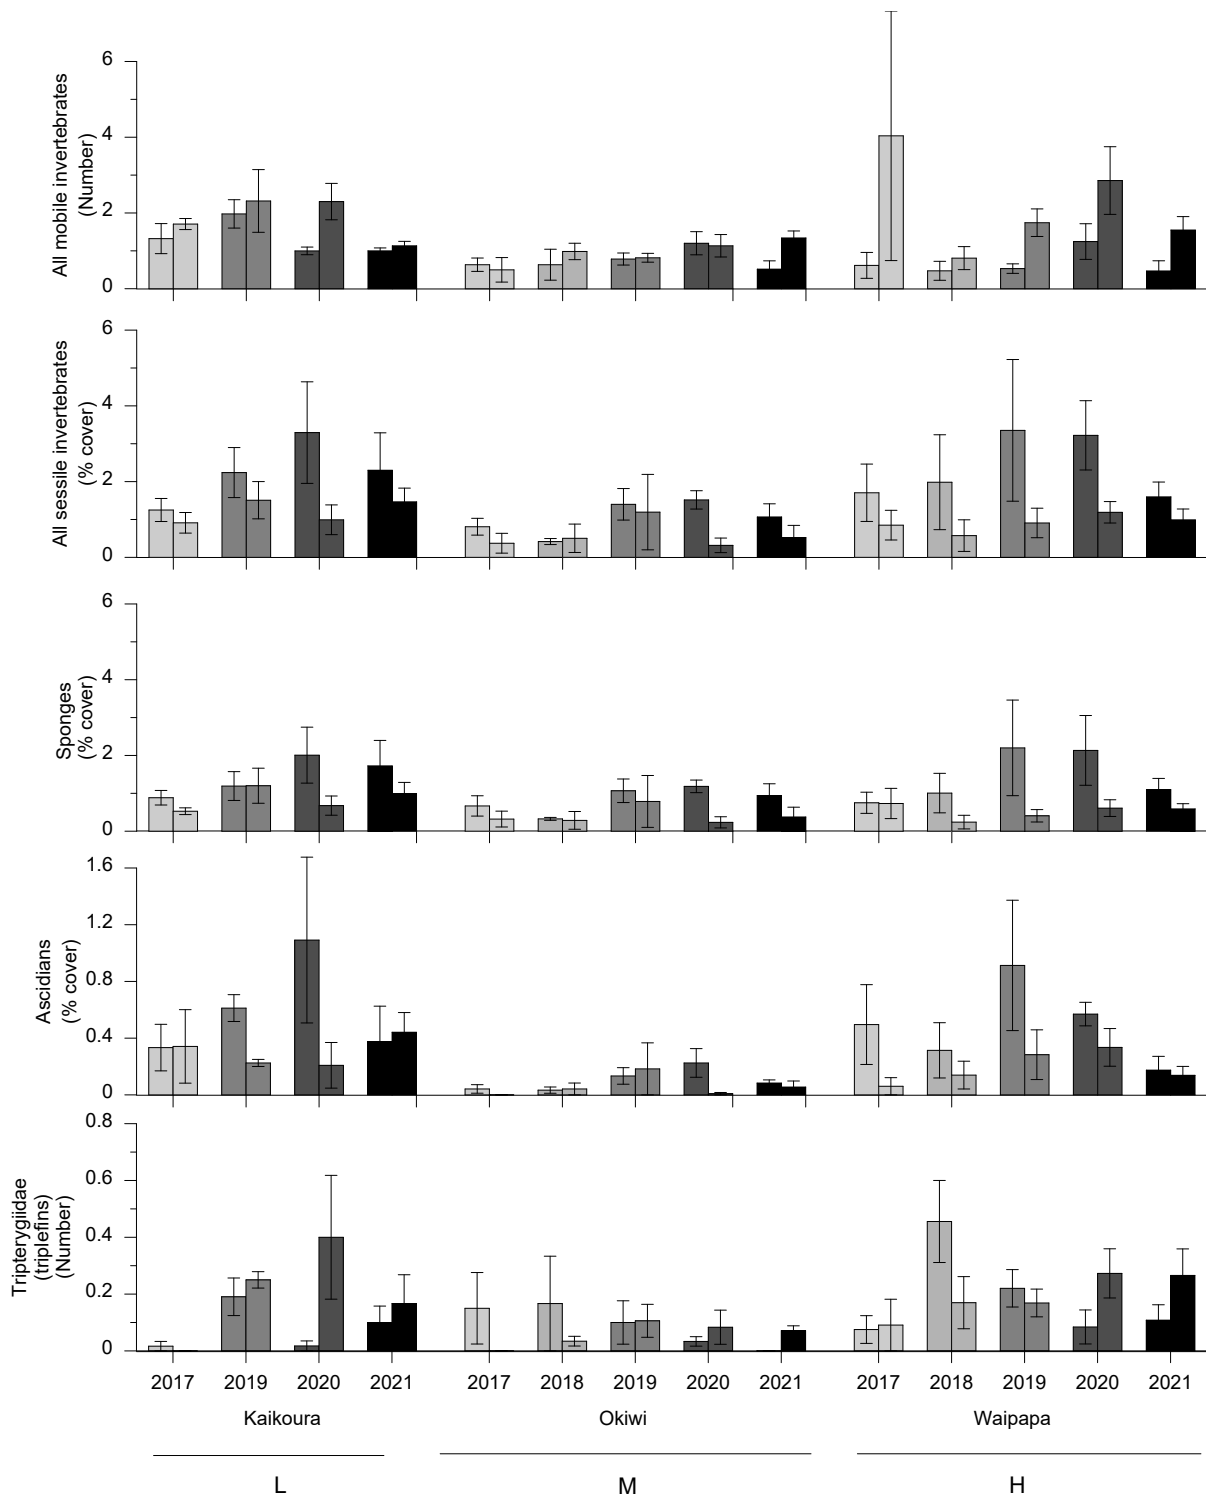 All mobile invertebrates
(Number)
6
4
2
0
All sessile invertebrates
(% cover)
6
4
2
0
Sponges
(% cover)
6
4
2
0
Ascidians
(% cover)
1.6
1.2
0.8
0.4
0
Tripterygiidae
(triplefins)
(Number)
0.8
0.6
0.4
0.2
0
2017 2019 2020 2021 2017 2018 2019 2020 2021 2017 2018 2019 2020 2021
Kaikoura Okiwi Waipapa
L M H